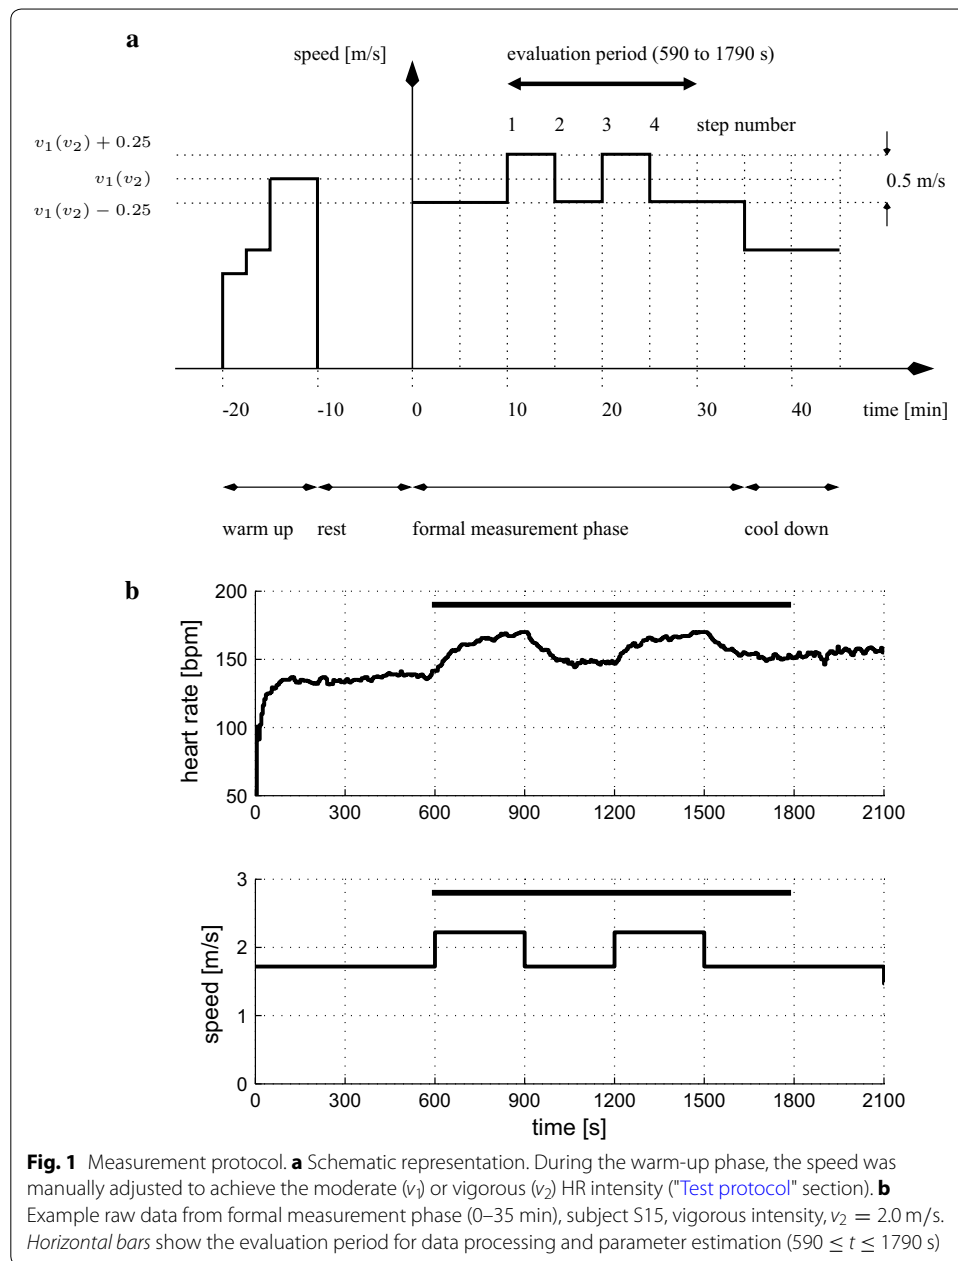 a
speed [m/s]
evaluation period (590 to 1790 s)
1 2 3 4 step number
v₁(v₂) + 0.25
v₁(v₂)
v₁(v₂) − 0.25
0.5 m/s
-20 -10 0 10 20 30 40 time [min]
warm up rest formal measurement phase cool down
b
200
150
100
50
heart rate [bpm]
0 300 600 900 1200 1500 1800 2100
3
2
1
0
speed [m/s]
0 300 600 900 1200 1500 1800 2100
time [s]
Fig. 1 Measurement protocol. a Schematic representation. During the warm-up phase, the speed was
manually adjusted to achieve the moderate (v₁) or vigorous (v₂) HR intensity ("Test protocol" section). b
Example raw data from formal measurement phase (0–35 min), subject S15, vigorous intensity, v₂ = 2.0 m/s.
Horizontal bars show the evaluation period for data processing and parameter estimation (590 ≤ t ≤ 1790 s)